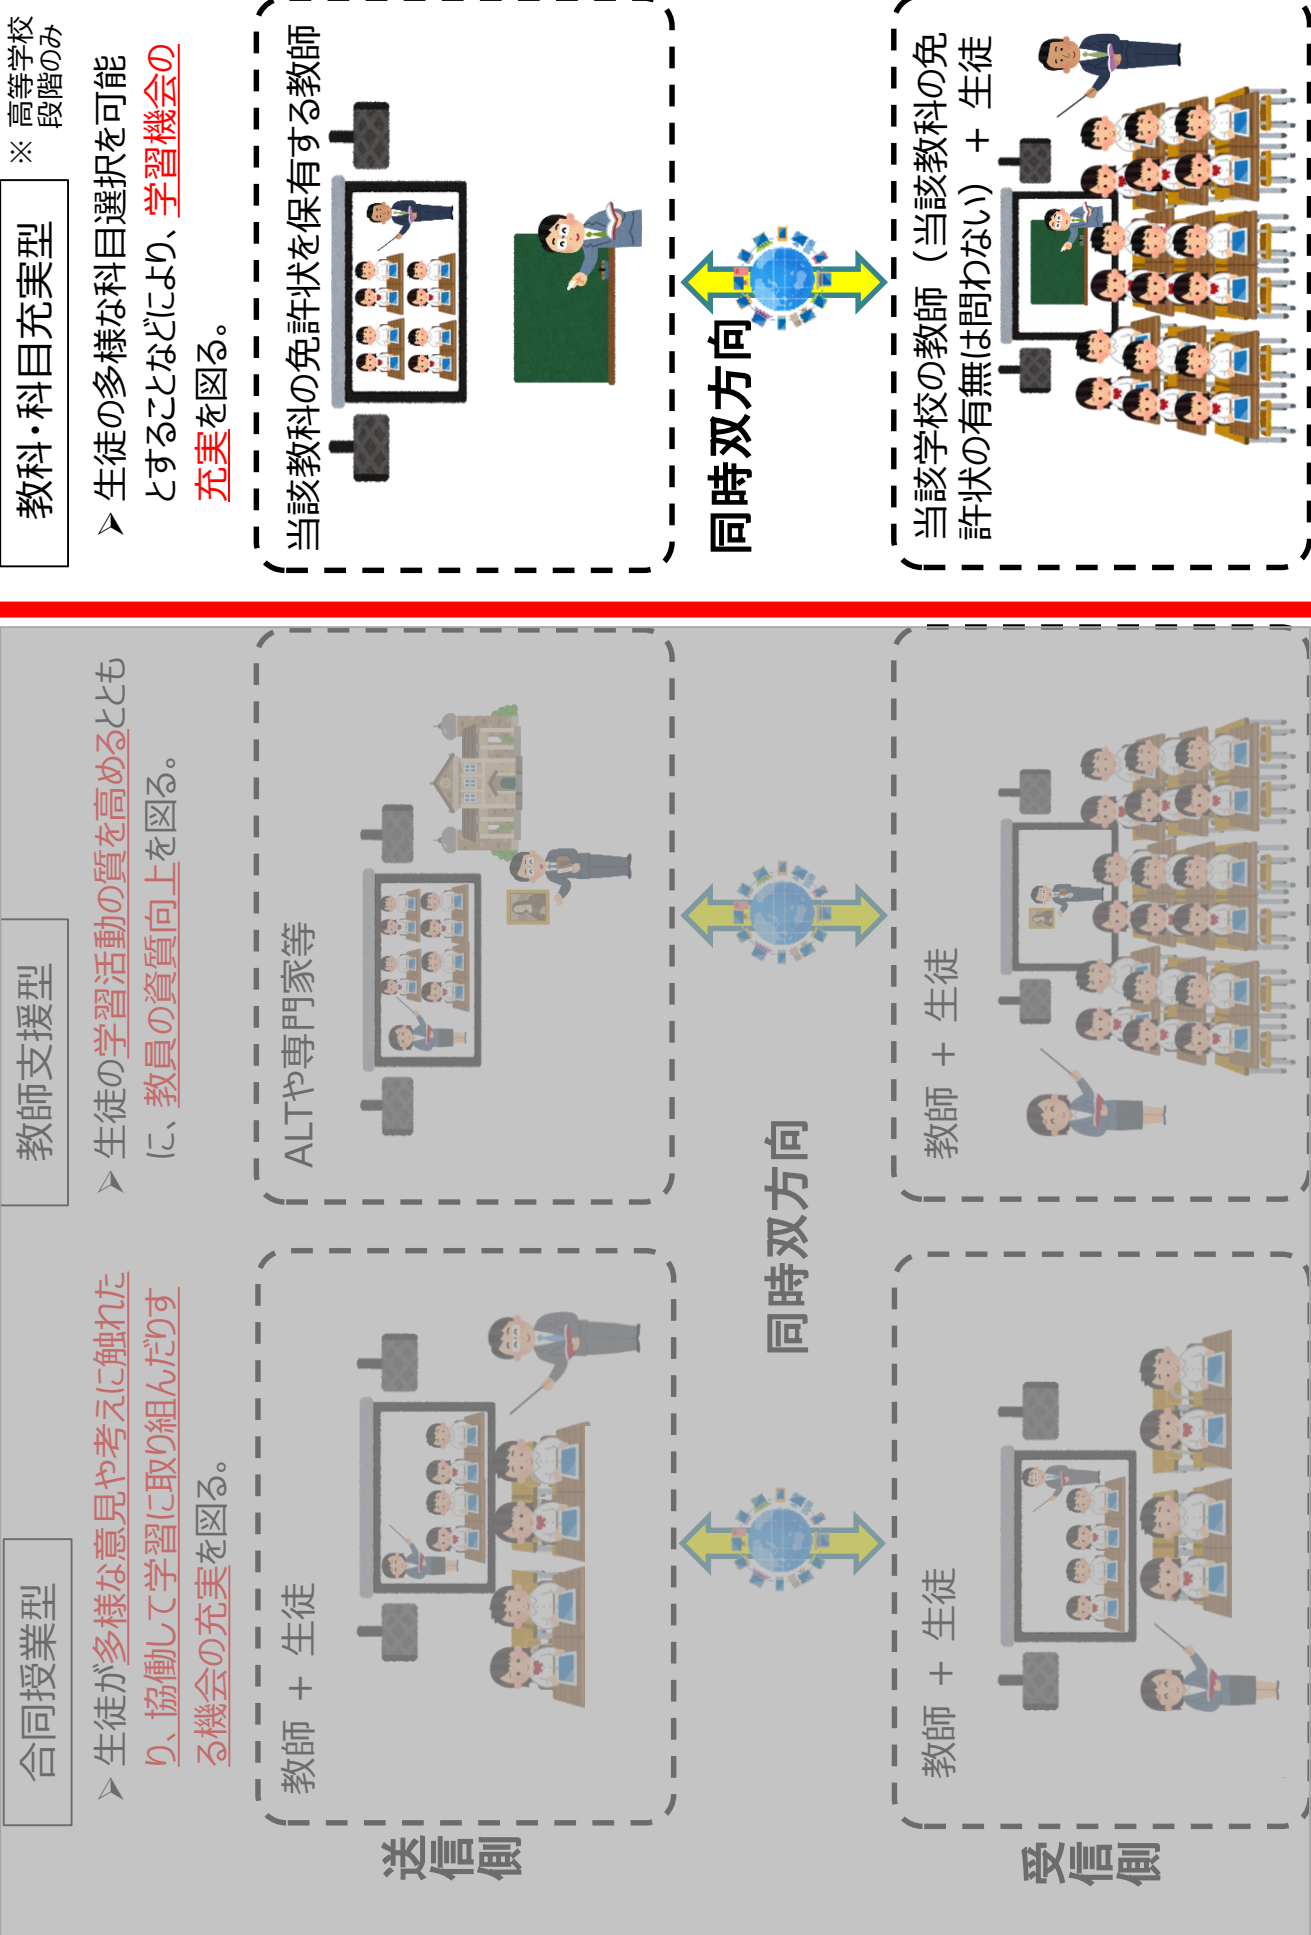 合同授業型
➢ 生徒が多様な意見や考えに触れた
り、協働して学習に取り組んだりす
る機会の充実を図る。
教師支援型
➢ 生徒の学習活動の質を高めるととも
に、教員の資質向上を図る。
教科・科目充実型
※ 高等学校
段階のみ
➢ 生徒の多様な科目選択を可能
とすることなどにより、学習機会の
充実を図る。
送信側
教師 + 生徒
ALTや専門家等
当該教科の免許状を保有する教師
同時双方向
同時双方向
受信側
教師 + 生徒
教師 + 生徒
当該学校の教師（当該教科の免
許状の有無は問わない） + 生徒